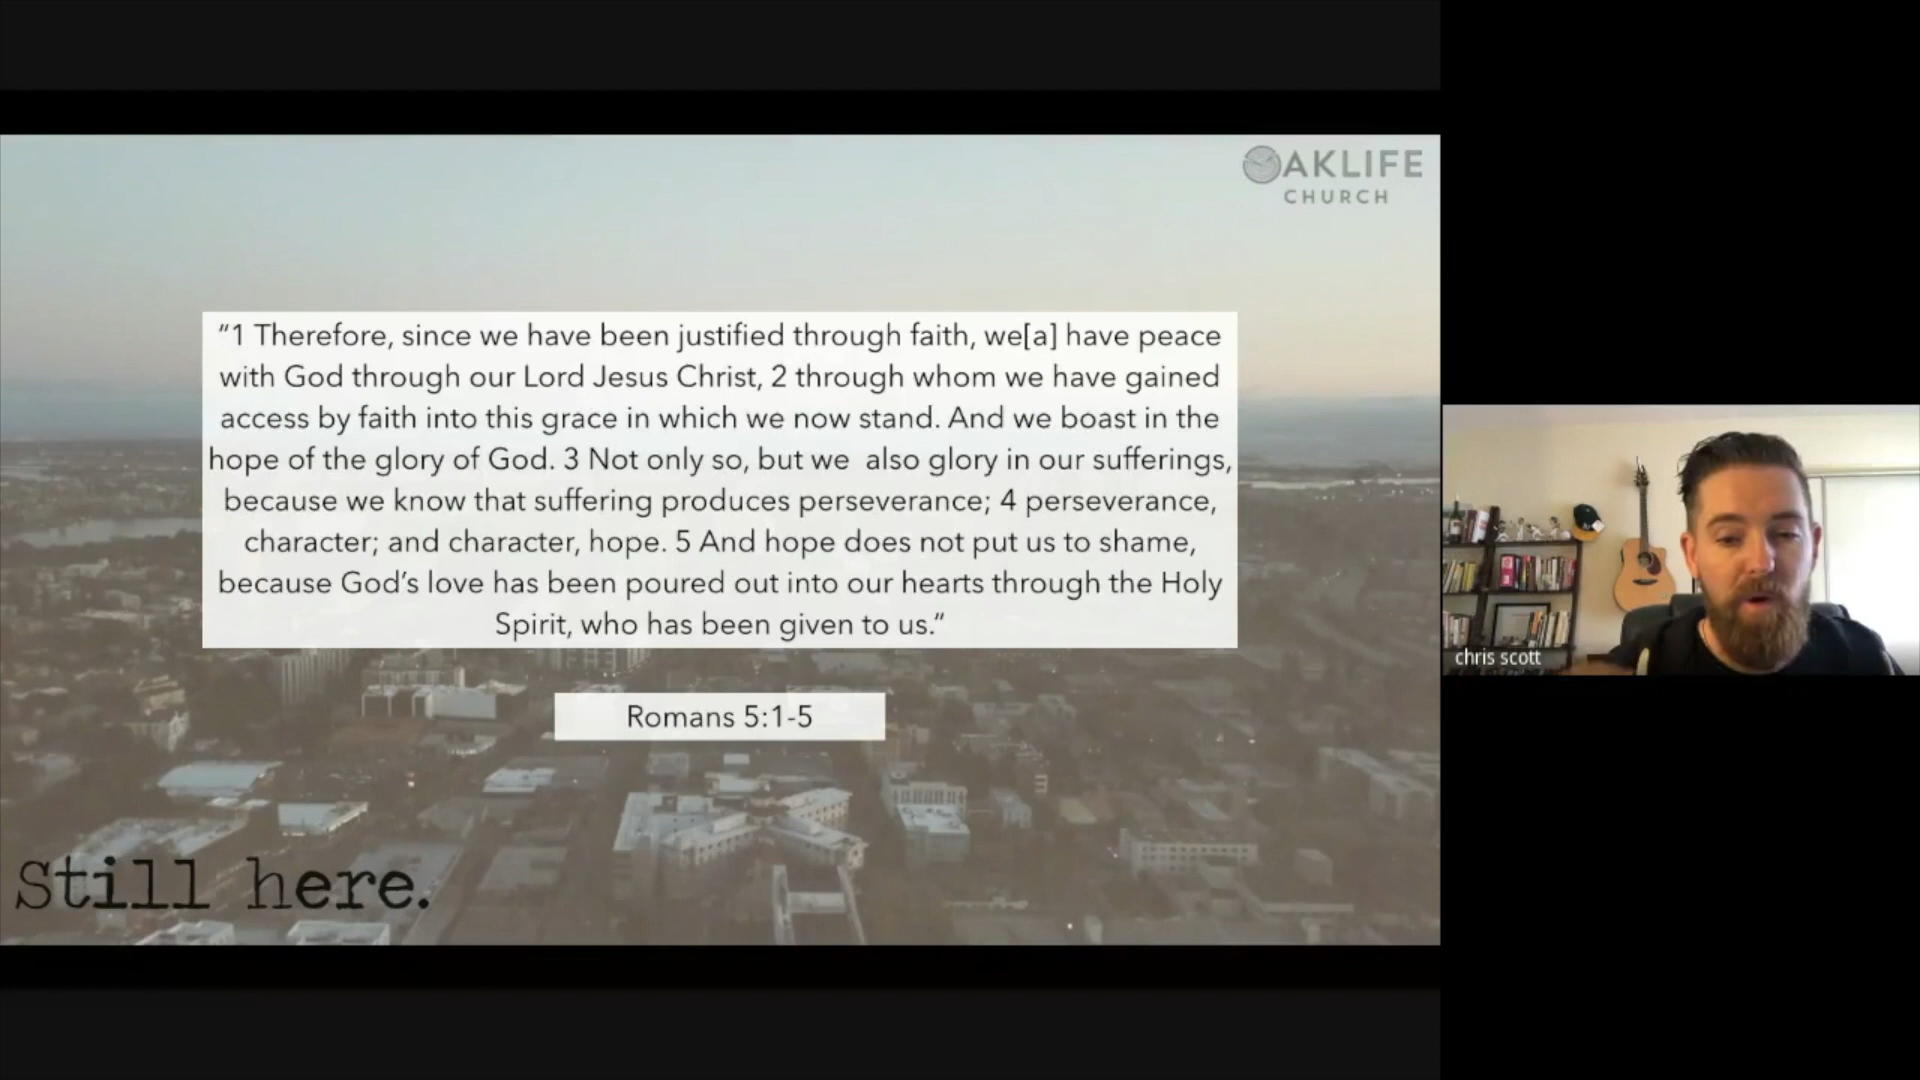 OAKLIFE
CHURCH
“1 Therefore, since we have been justified through faith, we[a] have peace
with God through our Lord Jesus Christ, 2 through whom we have gained
access by faith into this grace in which we now stand. And we boast in the
hope of the glory of God. 3 Not only so, but we  also glory in our sufferings,
because we know that suffering produces perseverance; 4 perseverance,
character; and character, hope. 5 And hope does not put us to shame,
because God’s love has been poured out into our hearts through the Holy
Spirit, who has been given to us.”
Romans 5:1-5
Still here.
chris scott